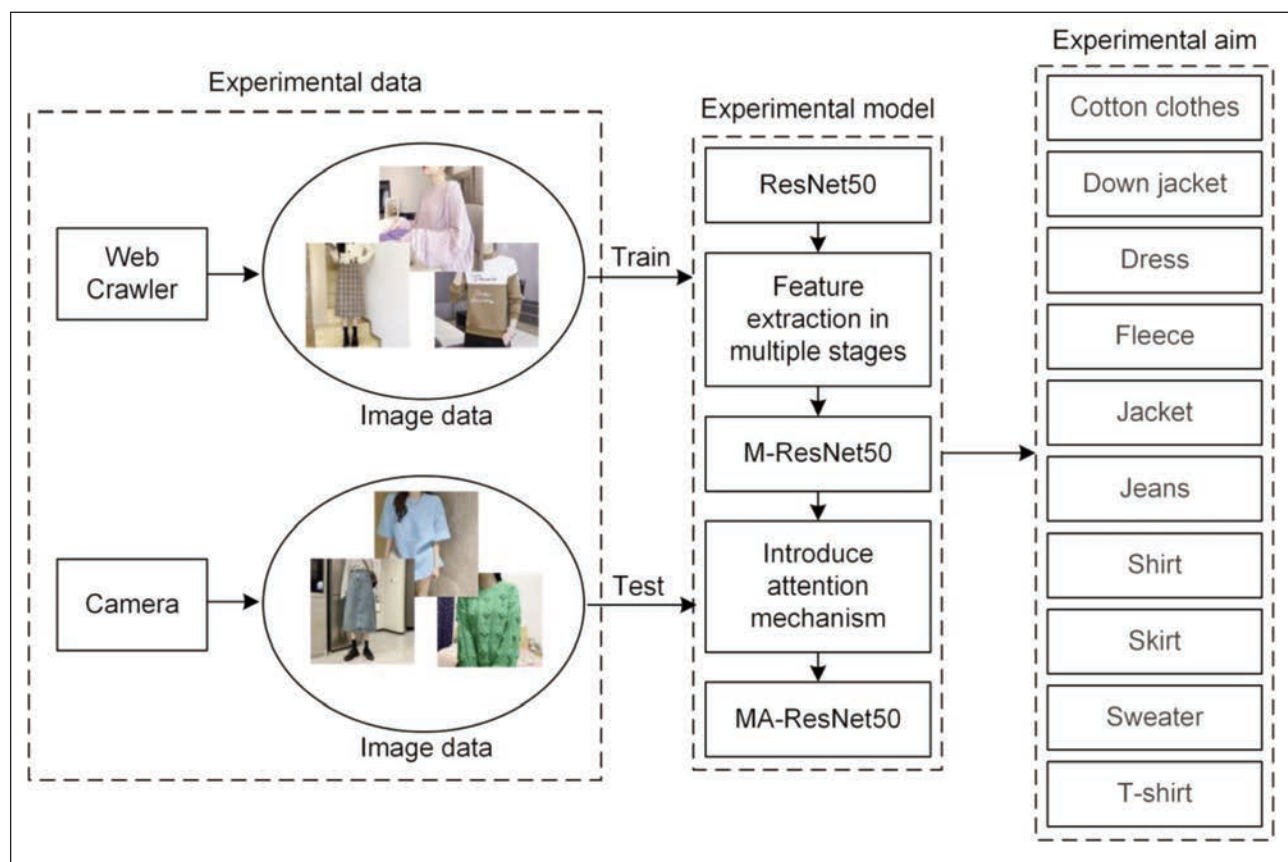 Experimental data
Web
Crawler
Image data
Train
Camera
Image data
Test
Experimental model
ResNet50
Feature
extraction in
multiple stages
M-ResNet50
Introduce
attention
mechanism
MA-ResNet50
Experimental aim
Cotton clothes
Down jacket
Dress
Fleece
Jacket
Jeans
Shirt
Skirt
Sweater
T-shirt